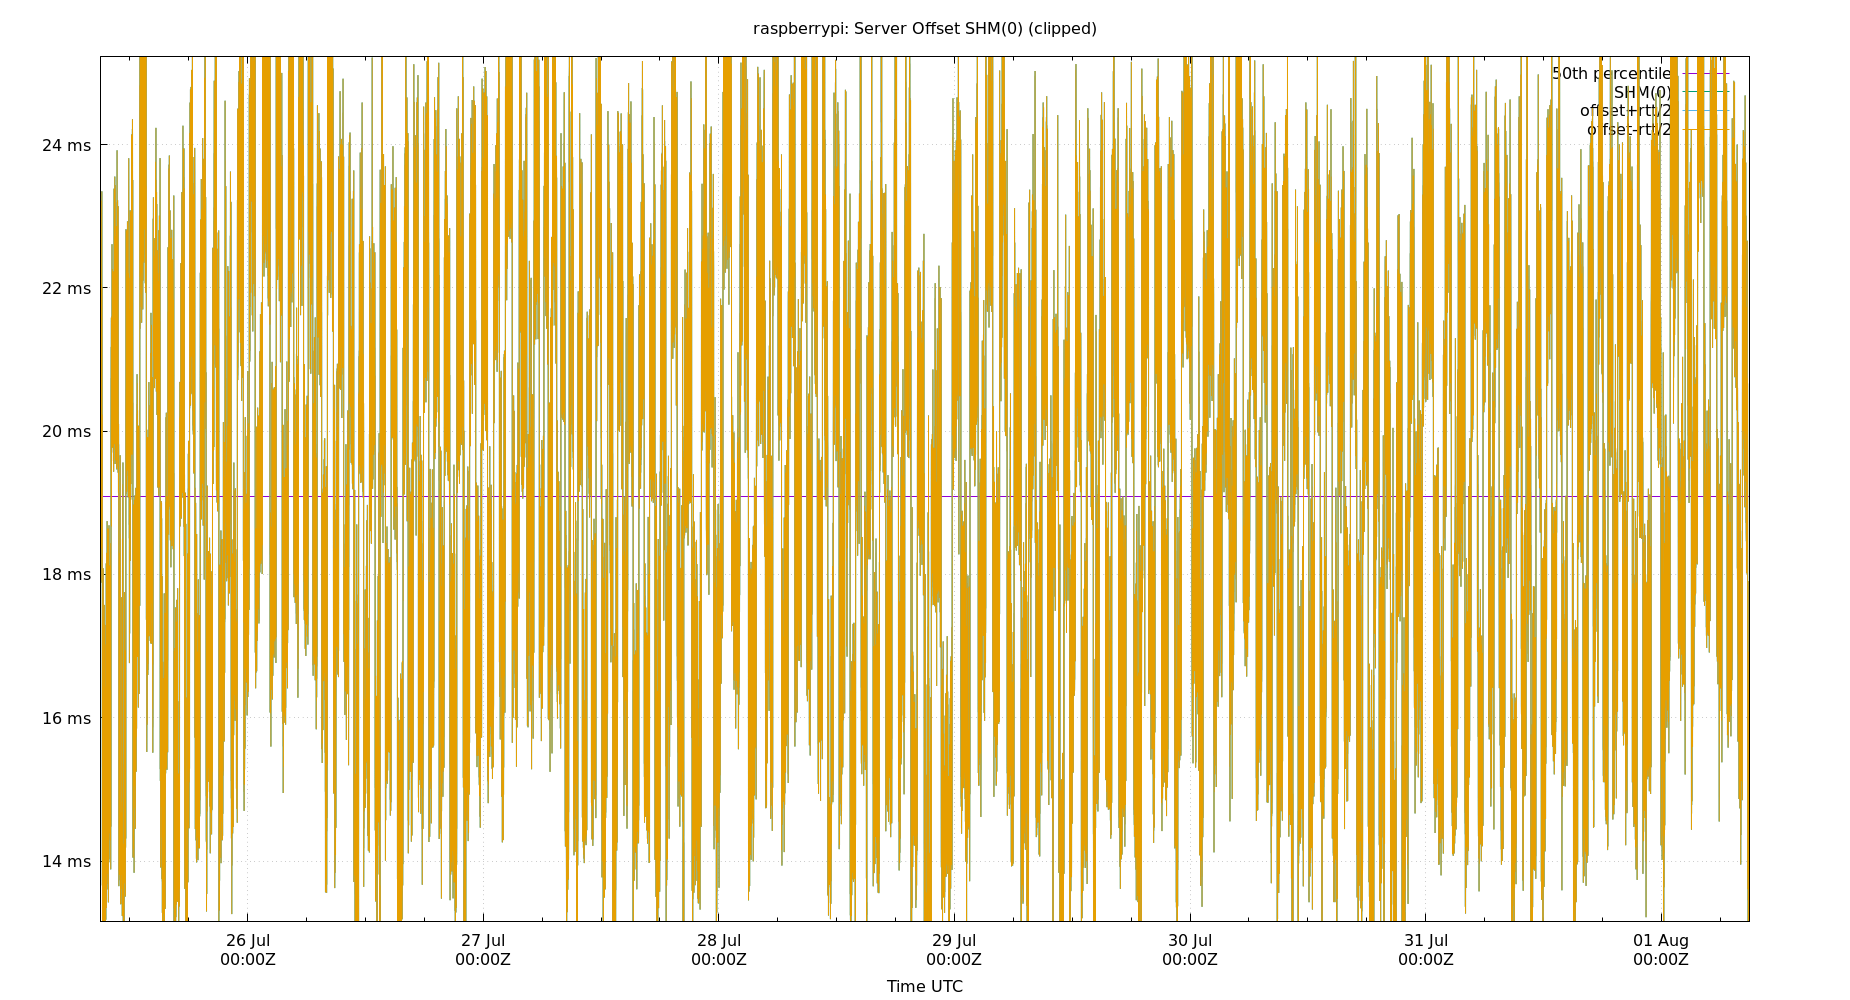 raspberrypi: Server Offset SHM(0) (clipped)
50th percentile
SHM(0)
offset+rtt/2
offset-rtt/2
24 ms
22 ms
20 ms
18 ms
16 ms
14 ms
26 Jul 27 Jul 28 Jul 29 Jul 30 Jul 31 Jul 01 Aug
00:00Z 00:00Z 00:00Z 00:00Z 00:00Z 00:00Z 00:00Z
Time UTC